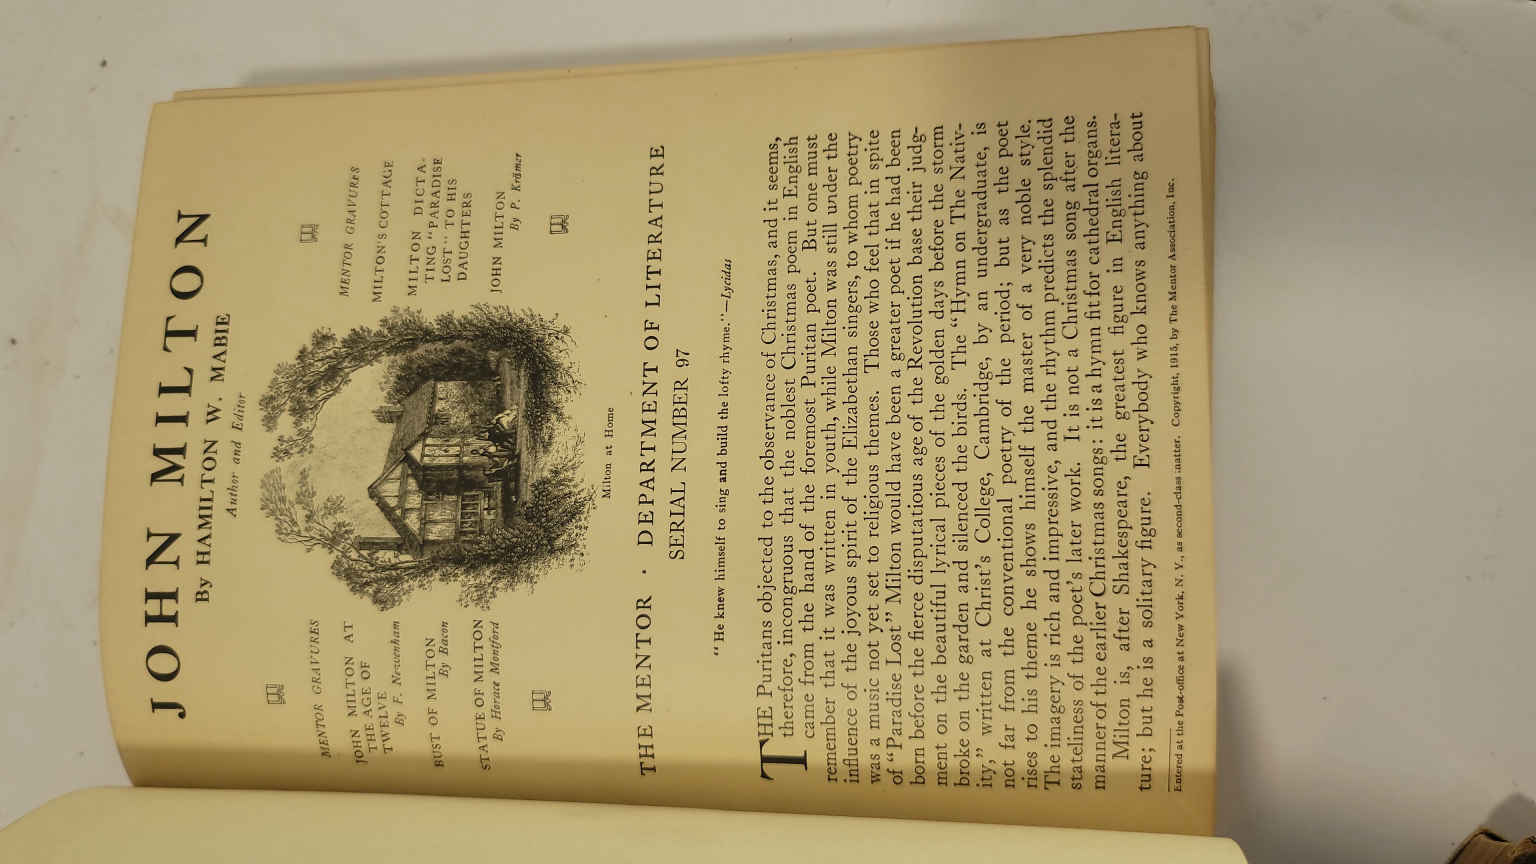 JOHN MILTON
By HAMILTON W. MABIE
Author and Editor
MENTOR GRAVURES
JOHN MILTON AT
THE AGE OF
TWELVE
By F. Newenham
BUST OF MILTON
By Bacon
STATUE OF MILTON
By Horace Montford
MENTOR GRAVURES
MILTON'S COTTAGE
MILTON DICTA-
TING "PARADISE
LOST" TO HIS
DAUGHTERS
JOHN MILTON
By P. Krämer
Milton at Home
THE MENTOR · DEPARTMENT OF LITERATURE
SERIAL NUMBER 97
"He knew himself to sing and build the lofty rhyme."—Lycidas
THE Puritans objected to the observance of Christmas, and it seems,
therefore, incongruous that the noblest Christmas poem in English
came from the hand of the foremost Puritan poet. But one must
remember that it was written in youth, while Milton was still under the
influence of the joyous spirit of the Elizabethan singers, to whom poetry
was a music not yet set to religious themes. Those who feel that in spite
of "Paradise Lost" Milton would have been a greater poet if he had been
born before the fierce disputatious age of the Revolution base their judg-
ment on the beautiful lyrical pieces of the golden days before the storm
broke on the garden and silenced the birds. The "Hymn on The Nativ-
ity," written at Christ's College, Cambridge, by an undergraduate, is
not far from the conventional poetry of the period; but as the poet
rises to his theme he shows himself the master of a very noble style.
The imagery is rich and impressive, and the rhythm predicts the splendid
stateliness of the poet's later work. It is not a Christmas song after the
manner of the earlier Christmas songs: it is a hymn fit for cathedral organs.
Milton is, after Shakespeare, the greatest figure in English litera-
ture; but he is a solitary figure. Everybody who knows anything about
Entered at the Post-office at New York, N. Y., as second-class matter. Copyright, 1915, by The Mentor Association, Inc.